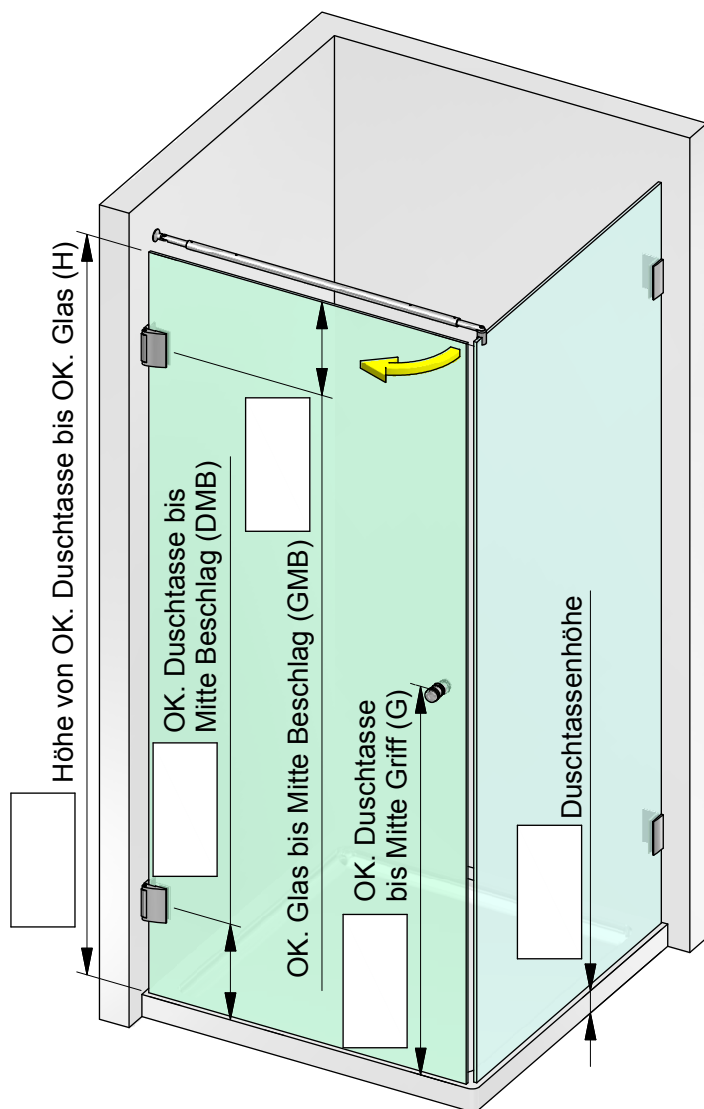 Höhe von OK. Duschtasse bis OK. Glas (H)
OK. Duschtasse bis
Mitte Beschlag (DMB)
OK. Glas bis Mitte Beschlag (GMB)
OK. Duschtasse
bis Mitte Griff (G)
Duschtassenhöhe